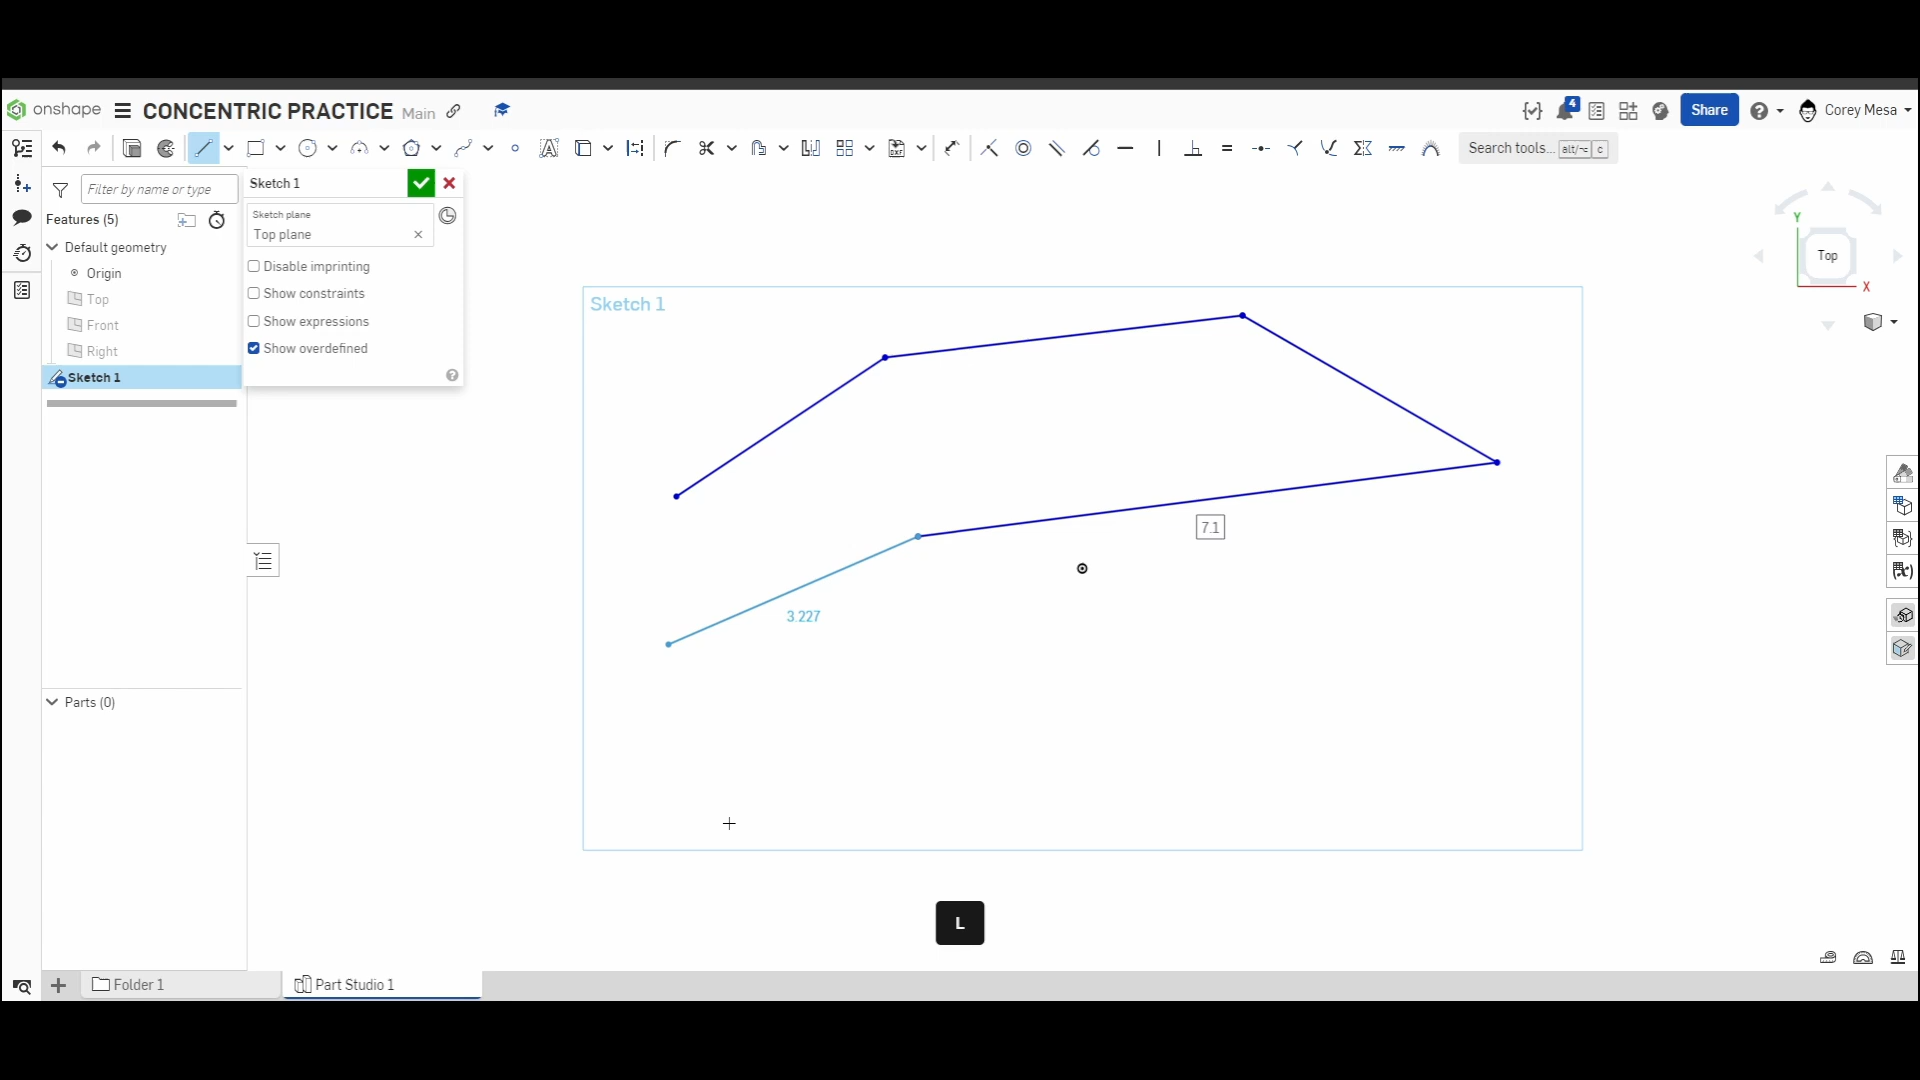 onshape CONCENTRIC PRACTICE Main 4 Share Corey Mesa
Search tools... alt/⌥ c
Filter by name or type
Features (5)
Default geometry
Origin
Top
Front
Right
Sketch 1
Sketch 1
Sketch plane
Top plane
Disable imprinting
Show constraints
Show expressions
Show overdefined
Sketch 1
7.1
3.227
Y
Top
X
Parts (0)
L
Folder 1
Part Studio 1